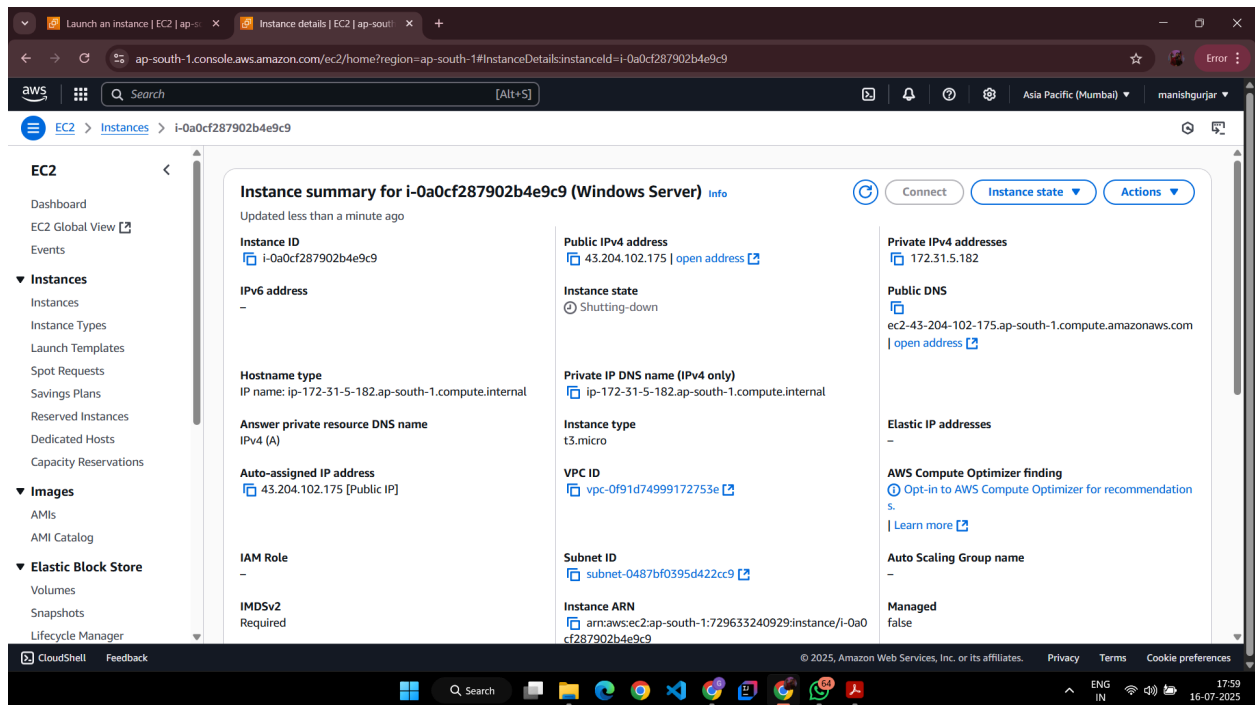 Launch an instance | EC2 | ap-so
Instance details | EC2 | ap-south
ap-south-1.console.aws.amazon.com/ec2/home?region=ap-south-1#InstanceDetails:instanceId=i-0a0cf287902b4e9c9
Error
aws
Search
[Alt+S]
Asia Pacific (Mumbai)
manishgurjar
EC2 > Instances > i-0a0cf287902b4e9c9
EC2
Dashboard
EC2 Global View
Events
Instances
Instances
Instance Types
Launch Templates
Spot Requests
Savings Plans
Reserved Instances
Dedicated Hosts
Capacity Reservations
Images
AMIs
AMI Catalog
Elastic Block Store
Volumes
Snapshots
Lifecycle Manager
Instance summary for i-0a0cf287902b4e9c9 (Windows Server) Info
Updated less than a minute ago
Connect
Instance state
Actions
Instance ID
i-0a0cf287902b4e9c9
Public IPv4 address
43.204.102.175 | open address
Private IPv4 addresses
172.31.5.182
IPv6 address
–
Instance state
Shutting-down
Public DNS
ec2-43-204-102-175.ap-south-1.compute.amazonaws.com
| open address
Hostname type
IP name: ip-172-31-5-182.ap-south-1.compute.internal
Private IP DNS name (IPv4 only)
ip-172-31-5-182.ap-south-1.compute.internal
Answer private resource DNS name
IPv4 (A)
Instance type
t3.micro
Elastic IP addresses
–
Auto-assigned IP address
43.204.102.175 [Public IP]
VPC ID
vpc-0f91d74999172753e
AWS Compute Optimizer finding
Opt-in to AWS Compute Optimizer for recommendation
s.
| Learn more
IAM Role
–
Subnet ID
subnet-0487bf0395d422cc9
Auto Scaling Group name
–
IMDSv2
Required
Instance ARN
arn:aws:ec2:ap-south-1:729633240929:instance/i-0a0
cf287902b4e9c9
Managed
false
CloudShell
Feedback
© 2025, Amazon Web Services, Inc. or its affiliates.
Privacy
Terms
Cookie preferences
Search
64
ENG
IN
17:59
16-07-2025